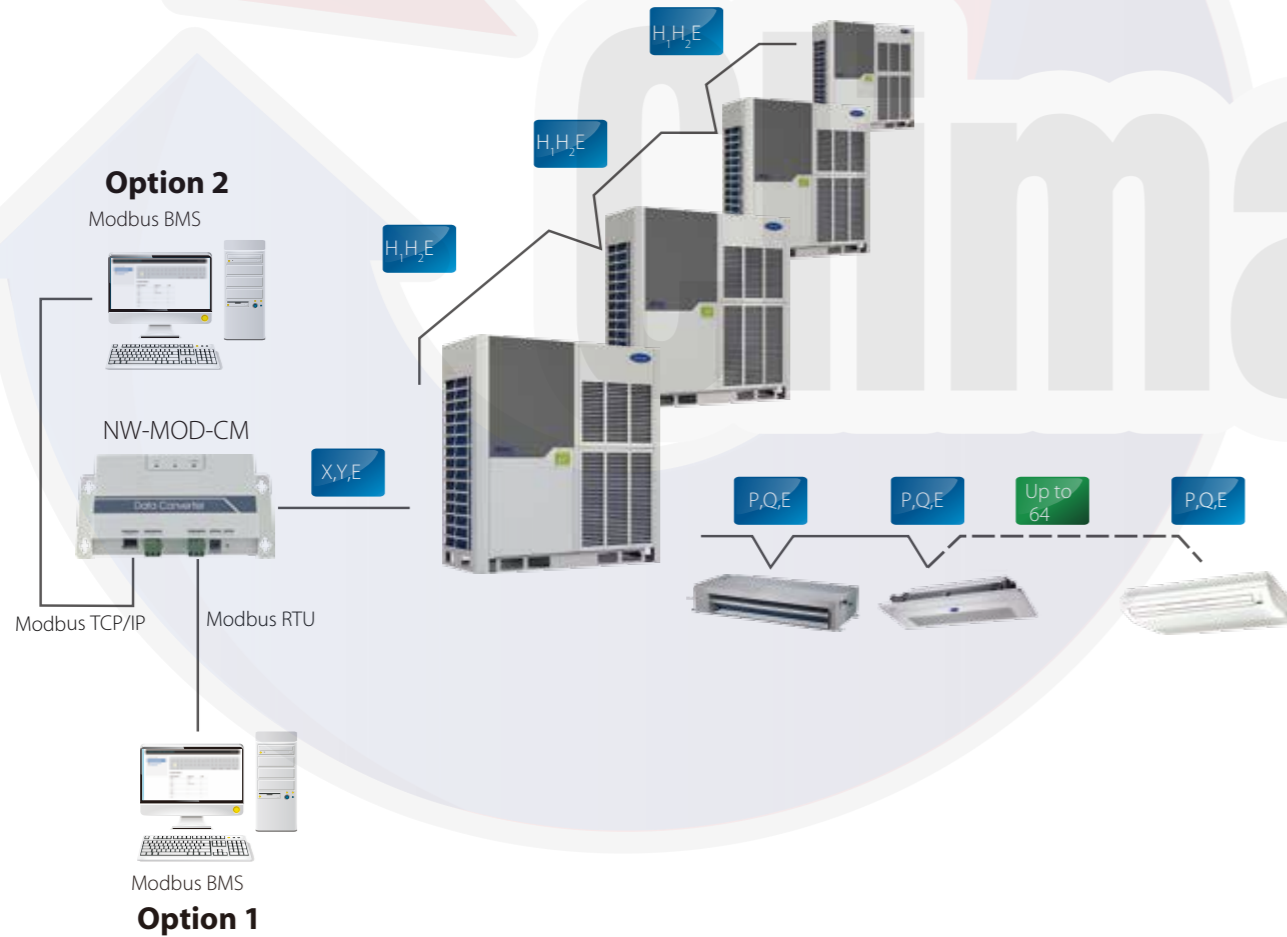 H₁H₂E
H₁H₂E
H₁H₂E
Option 2
Modbus BMS
NW-MOD-CM
Data Converter
X,Y,E
P,Q,E
P,Q,E
Up to
64
P,Q,E
Modbus TCP/IP
Modbus RTU
Modbus BMS
Option 1